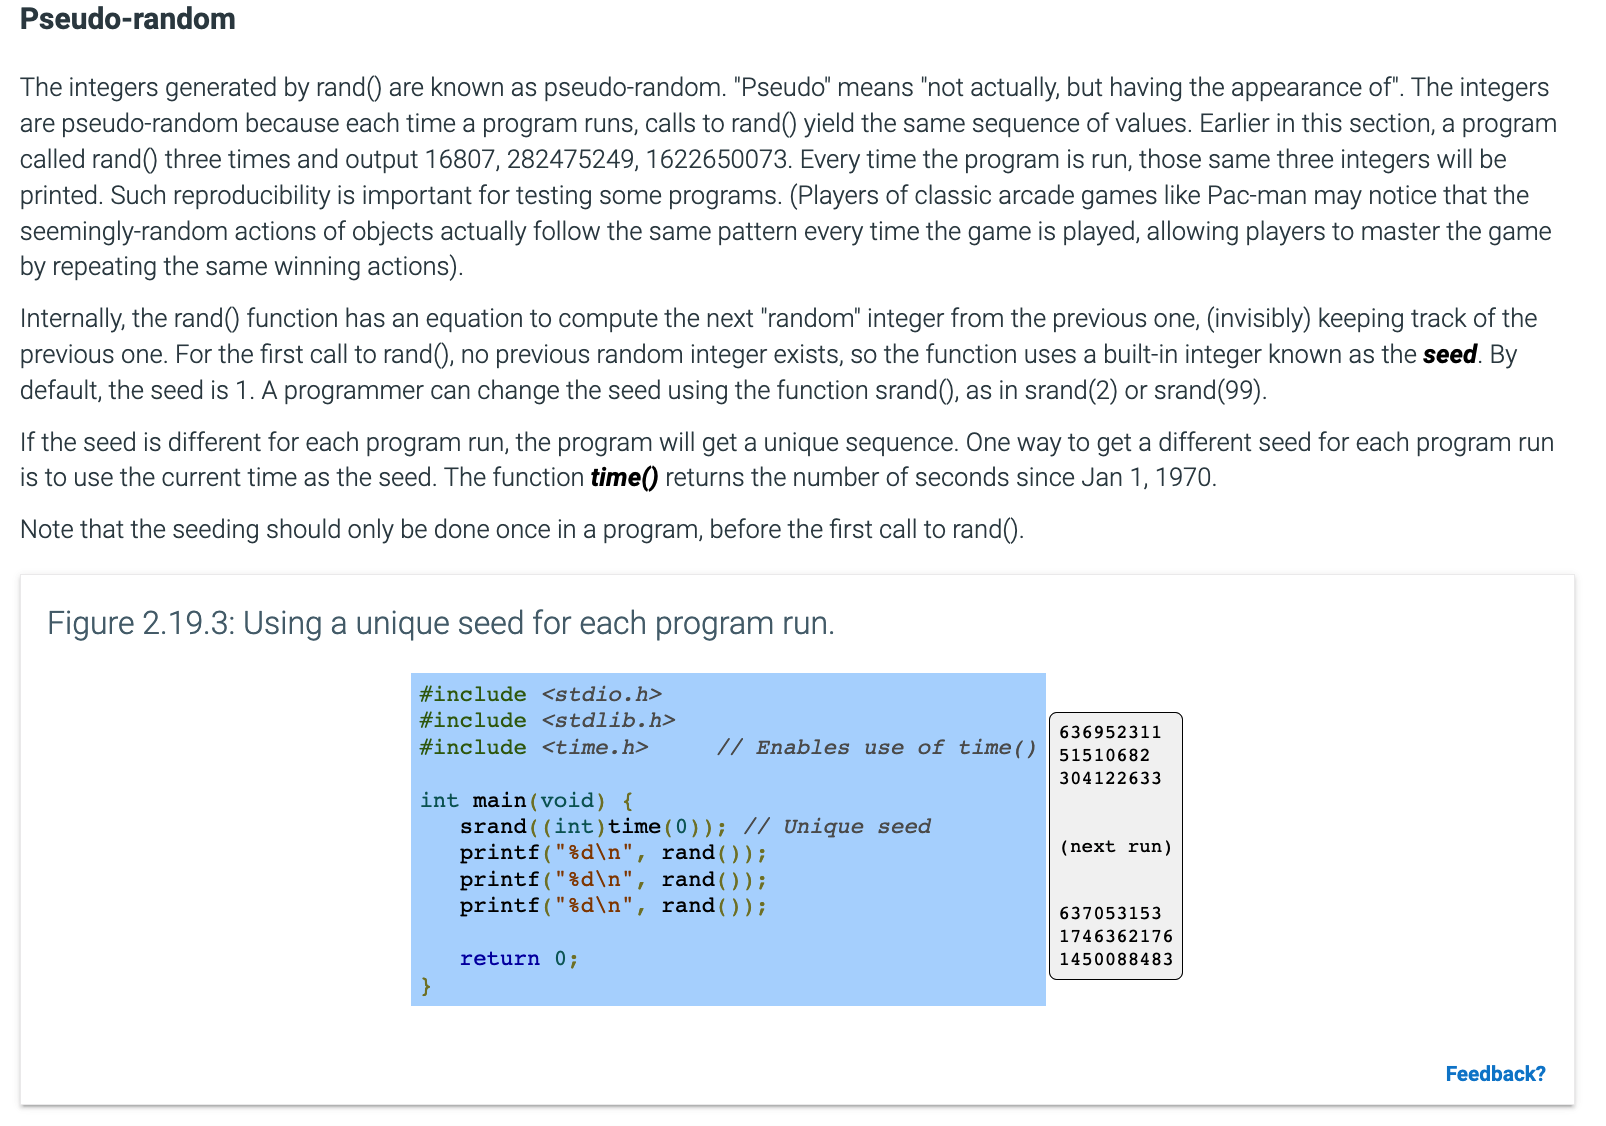 Pseudo-random
The integers generated by rand() are known as pseudo-random. "Pseudo" means "not actually, but having the appearance of". The integers
are pseudo-random because each time a program runs, calls to rand() yield the same sequence of values. Earlier in this section, a program
called rand() three times and output 16807, 282475249, 1622650073. Every time the program is run, those same three integers will be
printed. Such reproducibility is important for testing some programs. (Players of classic arcade games like Pac-man may notice that the
seemingly-random actions of objects actually follow the same pattern every time the game is played, allowing players to master the game
by repeating the same winning actions).
Internally, the rand() function has an equation to compute the next "random" integer from the previous one, (invisibly) keeping track of the
previous one. For the first call to rand(), no previous random integer exists, so the function uses a built-in integer known as the seed. By
default, the seed is 1. A programmer can change the seed using the function srand(), as in srand(2) or srand(99).
If the seed is different for each program run, the program will get a unique sequence. One way to get a different seed for each program run
is to use the current time as the seed. The function time() returns the number of seconds since Jan 1, 1970.
Note that the seeding should only be done once in a program, before the first call to rand().
Figure 2.19.3: Using a unique seed for each program run.
#include <stdio.h>
#include <stdlib.h>
#include <time.h>     // Enables use of time()
int main(void) {
   srand((int)time(0)); // Unique seed
   printf("%d\n", rand());
   printf("%d\n", rand());
   printf("%d\n", rand());
   return 0;
}
636952311
51510682
304122633
(next run)
637053153
1746362176
1450088483
Feedback?